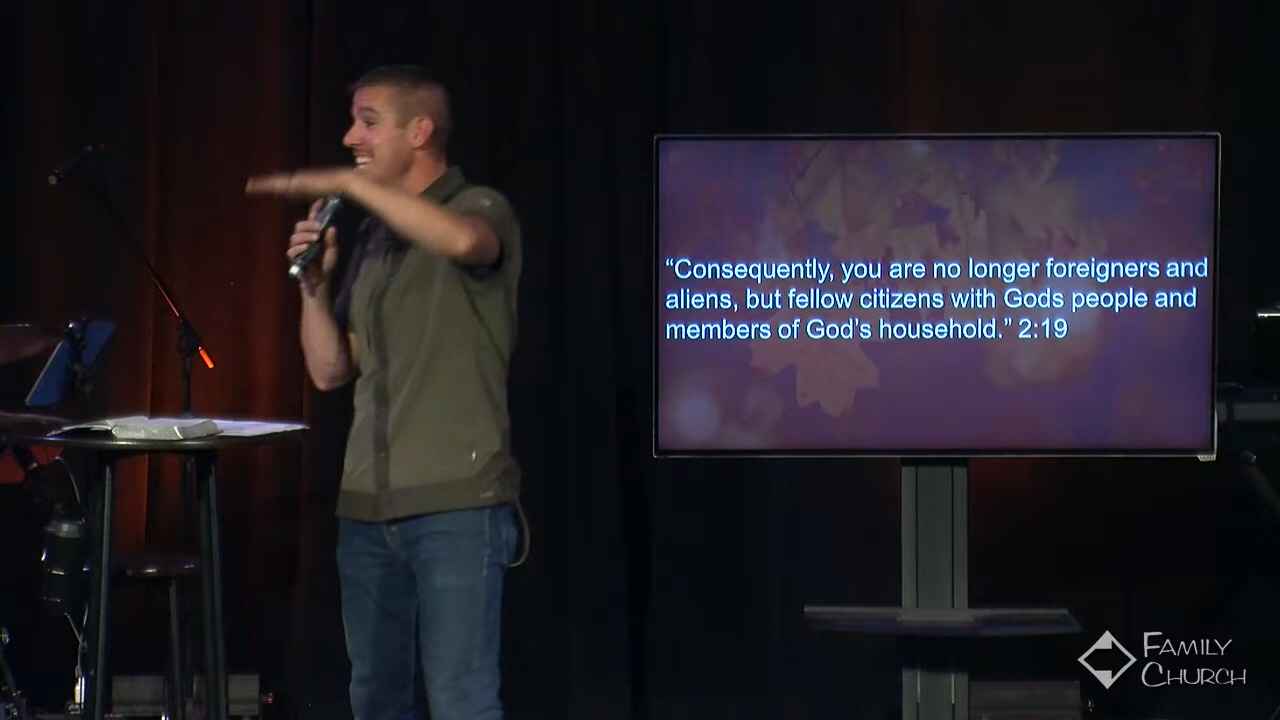 “Consequently, you are no longer foreigners and
aliens, but fellow citizens with Gods people and
members of God’s household.” 2:19
FAMILY
CHURCH